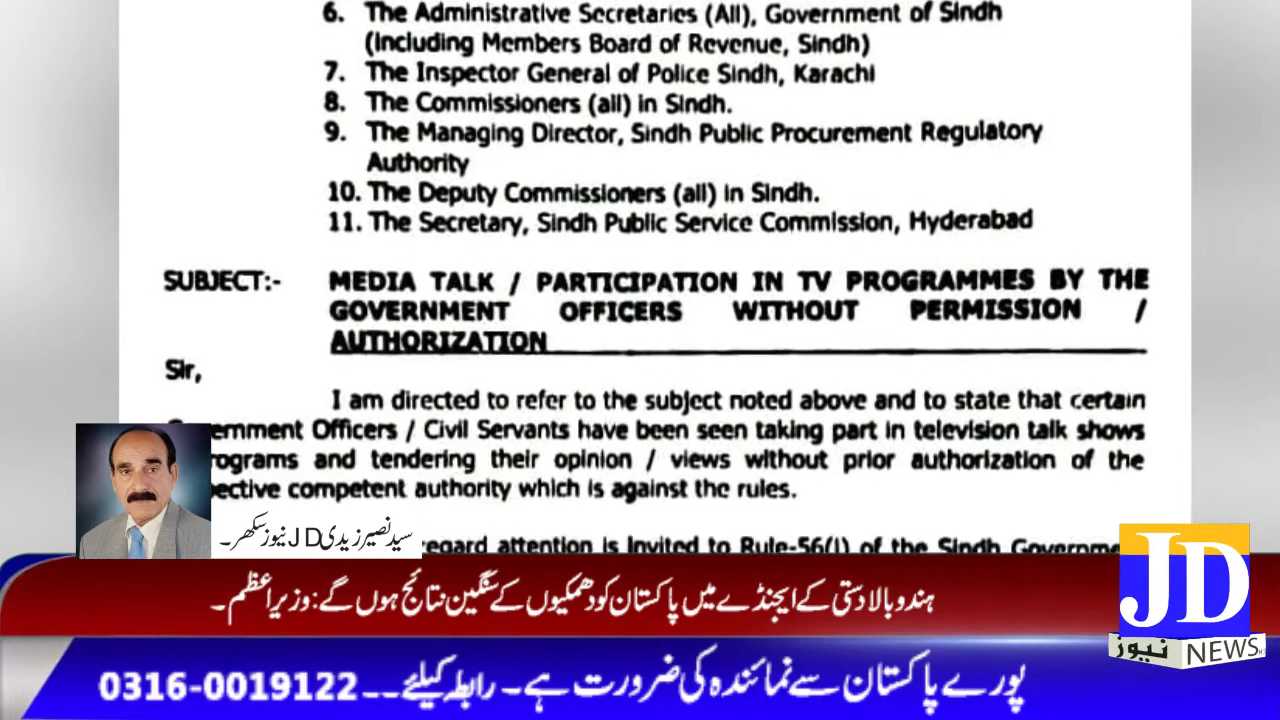 6. The Administrative Secretaries (All), Government of Sindh
(Including Members Board of Revenue, Sindh)
7. The Inspector General of Police Sindh, Karachi
8. The Commissioners (all) in Sindh.
9. The Managing Director, Sindh Public Procurement Regulatory
Authority
10. The Deputy Commissioners (all) in Sindh.
11. The Secretary, Sindh Public Service Commission, Hyderabad
SUBJECT:- MEDIA TALK / PARTICIPATION IN TV PROGRAMMES BY THE
GOVERNMENT OFFICERS WITHOUT PERMISSION /
AUTHORIZATION
Sir,
I am directed to refer to the subject noted above and to state that certain
ernment Officers / Civil Servants have been seen taking part in television talk shows
rograms and tendering their opinion / views without prior authorization of the
pective competent authority which is against the rules.
regard attention is invited to Rule-56(I) of the Sindh Governme
سید نصیر زیدی JD نیوز سکھر۔
ہندو بالادستی کے ایجنڈے میں پاکستان کو دھمکیوں کے سنگین نتائج ہوں گے: وزیراعظم۔
پورے پاکستان سے نمائندہ کی ضرورت ہے۔ رابطہ کیلئے۔۔ 0316-0019122
JD
نیوز NEWS